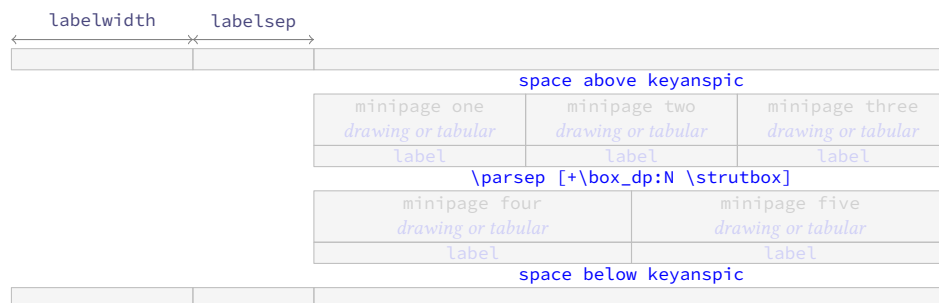 labelwidth labelsep
space above keyanspic
minipage one minipage two minipage three
drawing or tabular drawing or tabular drawing or tabular
label label label
\parsep [+\box_dp:N \strutbox]
minipage four minipage five
drawing or tabular drawing or tabular
label label
space below keyanspic